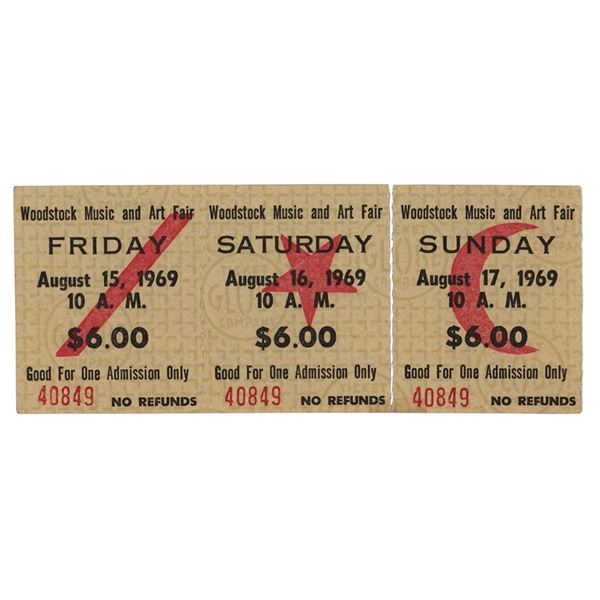 Woodstock Music and Art Fair
FRIDAY
August 15, 1969
10 A. M.
$6.00
Good For One Admission Only
40849 NO REFUNDS
Woodstock Music and Art Fair
SATURDAY
August 16, 1969
10 A. M.
$6.00
Good For One Admission Only
40849 NO REFUNDS
Woodstock Music and Art Fair
SUNDAY
August 17, 1969
10 A. M.
$6.00
Good For One Admission Only
40849 NO REFUNDS